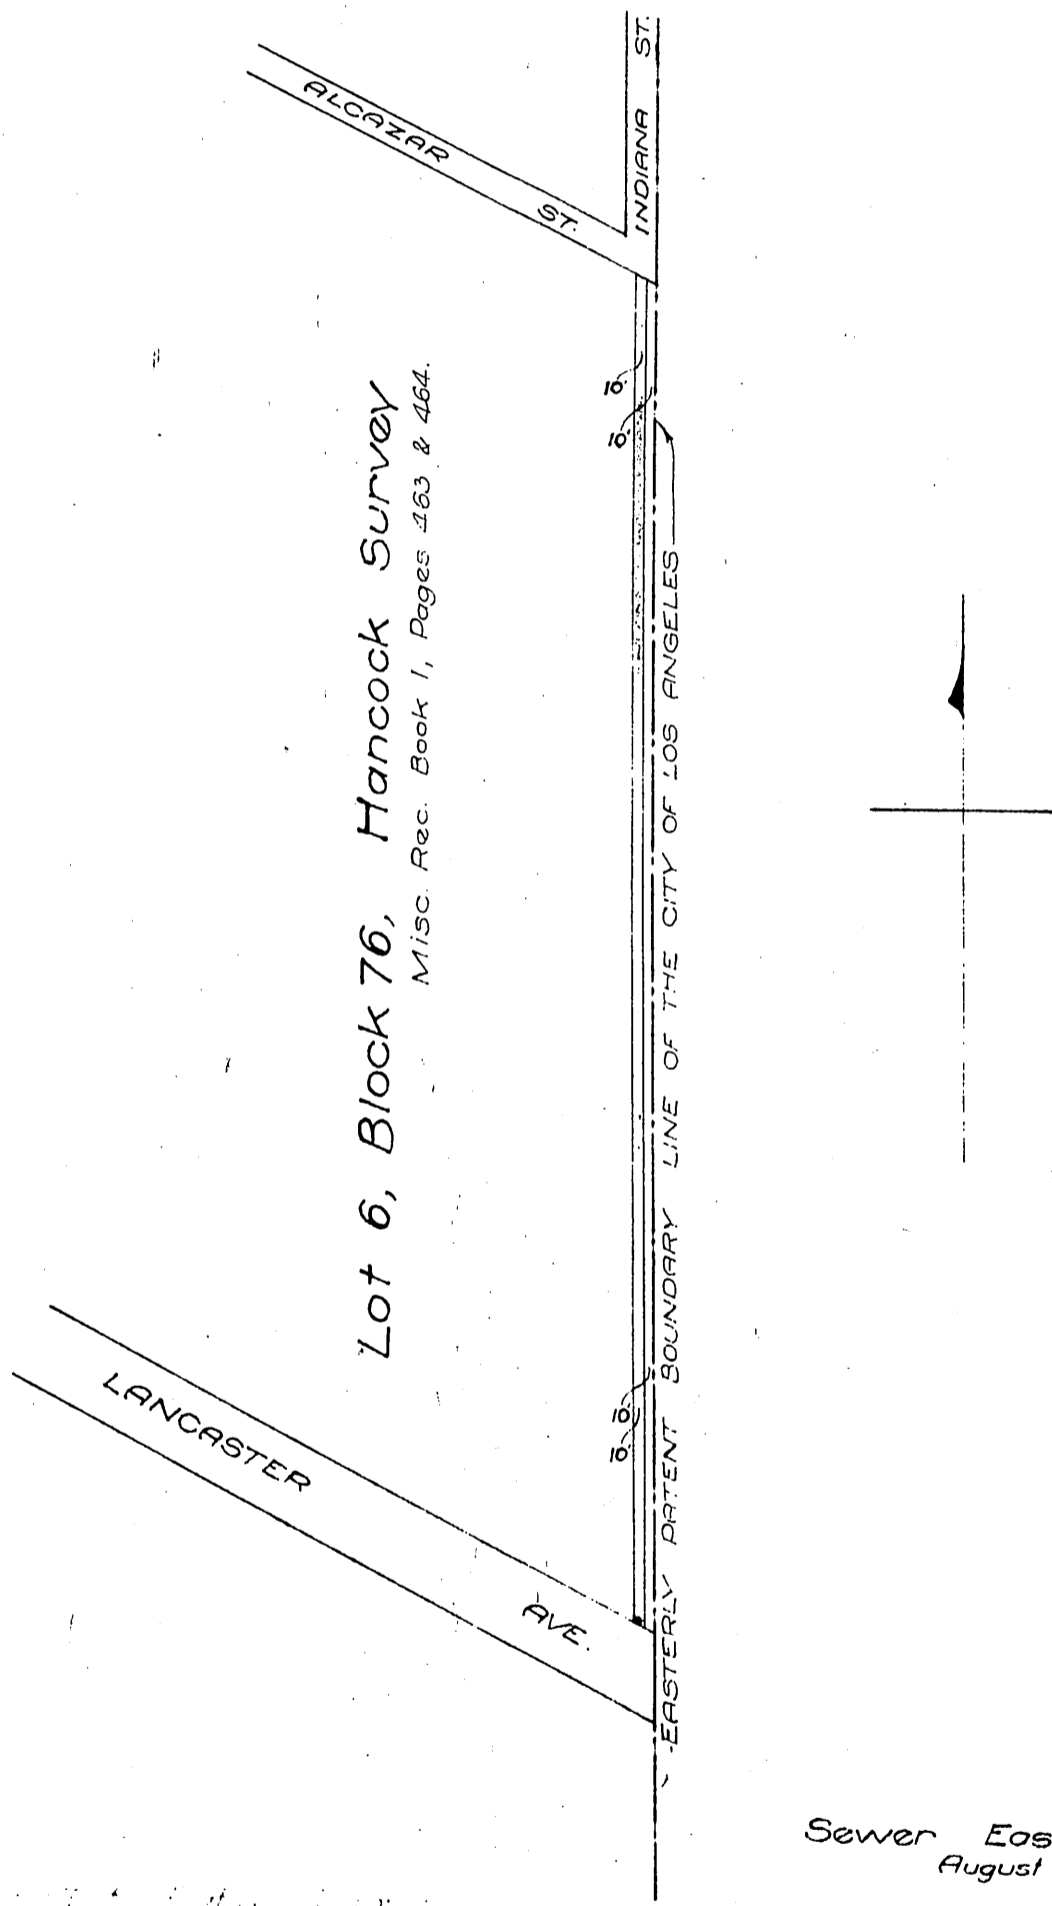 ALCAZAR ST.
INDIANA ST.
10'
10'
Lot 6, Block 76, Hancock Survey
Misc. Rec. Book 1, Pages 463 & 464.
LANCASTER AVE.
10'
10'
EASTERLY PATENT BOUNDARY LINE OF THE CITY OF LOS ANGELES
Sewer Eas
August